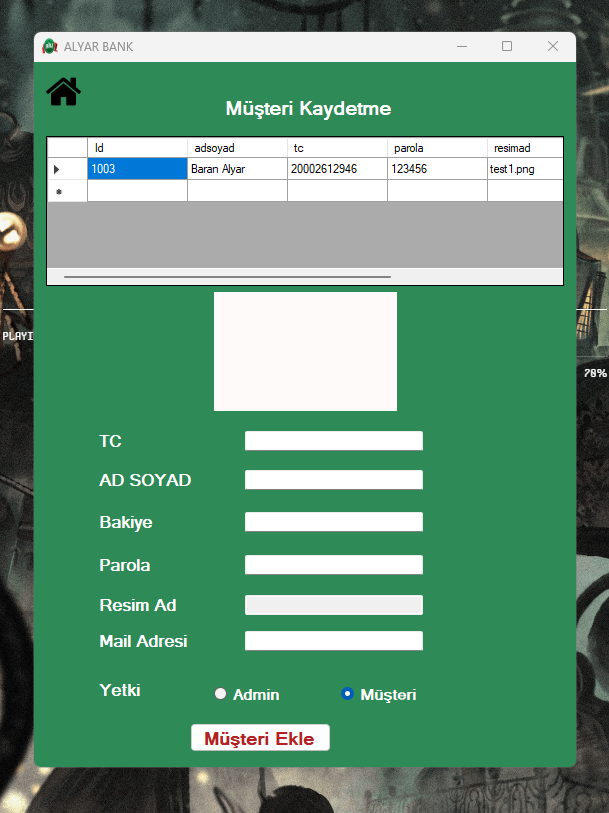 ALYAR BANK
Müşteri Kaydetme
Id adsoyad tc parola resimad
1003 Baran Alyar 20002612946 123456 test1.png
PLAYI
70%
TC
AD SOYAD
Bakiye
Parola
Resim Ad
Mail Adresi
Yetki Admin Müşteri
Müşteri Ekle